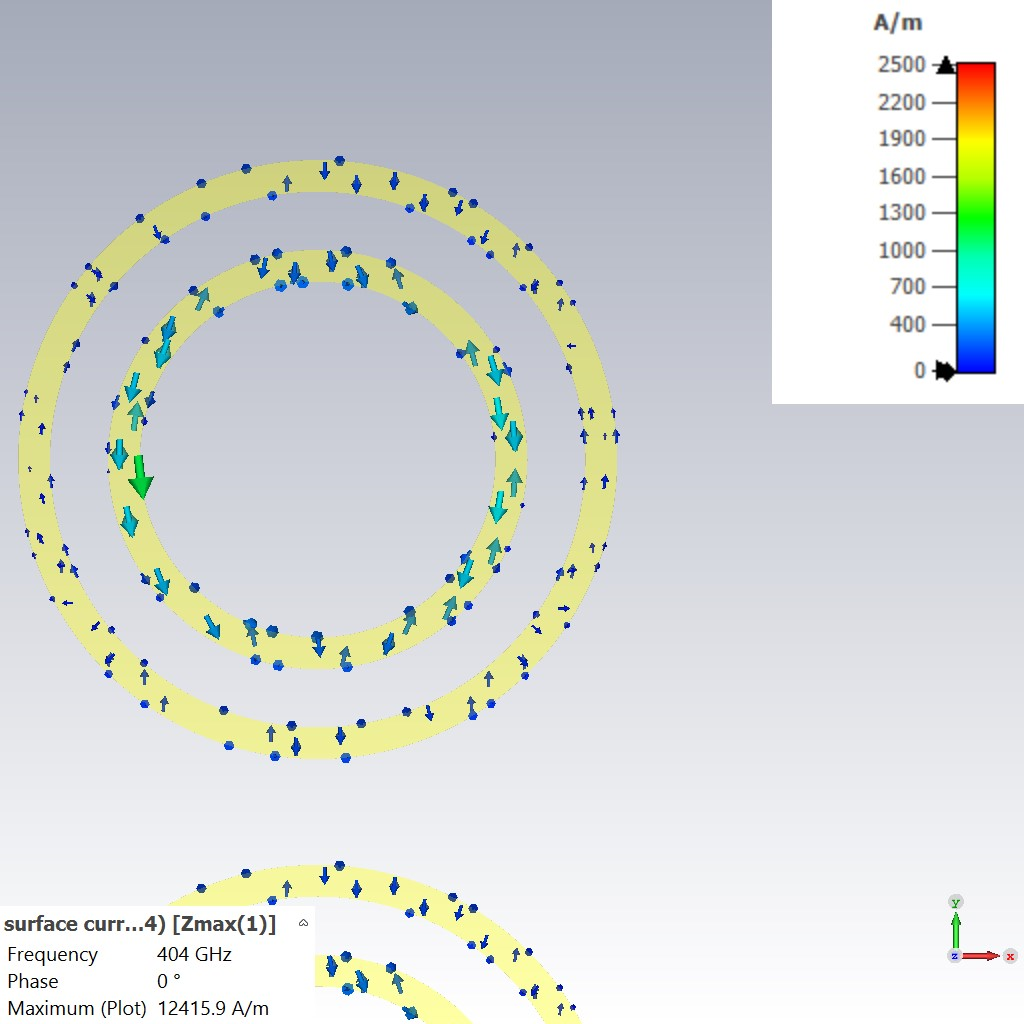 A/m
2500
2200
1900
1600
1300
1000
700
400
0
surface curr...4) [Zmax(1)]
Frequency 404 GHz
Phase 0 °
Maximum (Plot) 12415.9 A/m
y
z x